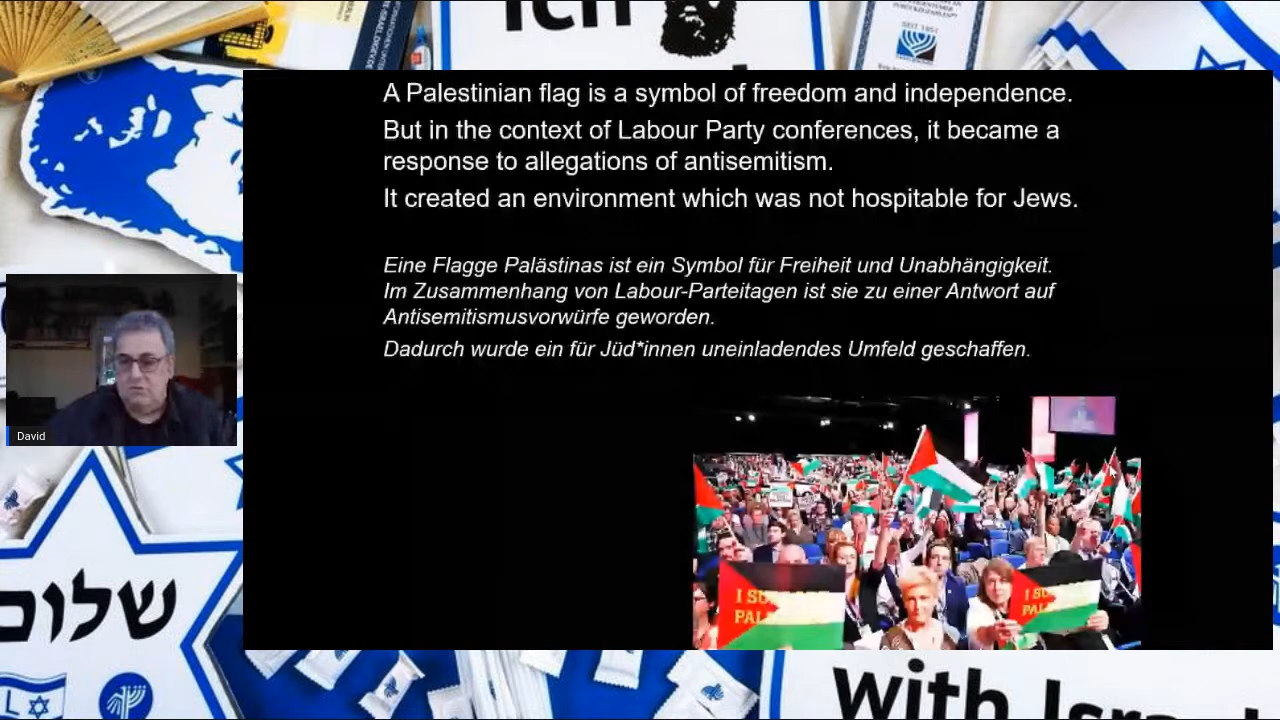 ich
SEIT 1951
A Palestinian flag is a symbol of freedom and independence.
But in the context of Labour Party conferences, it became a
response to allegations of antisemitism.
It created an environment which was not hospitable for Jews.
Eine Flagge Palästinas ist ein Symbol für Freiheit und Unabhängigkeit.
Im Zusammenhang von Labour-Parteitagen ist sie zu einer Antwort auf
Antisemitismusvorwürfe geworden.
Dadurch wurde ein für Jüd*innen uneinladendes Umfeld geschaffen.
David
I
I
שלום
with